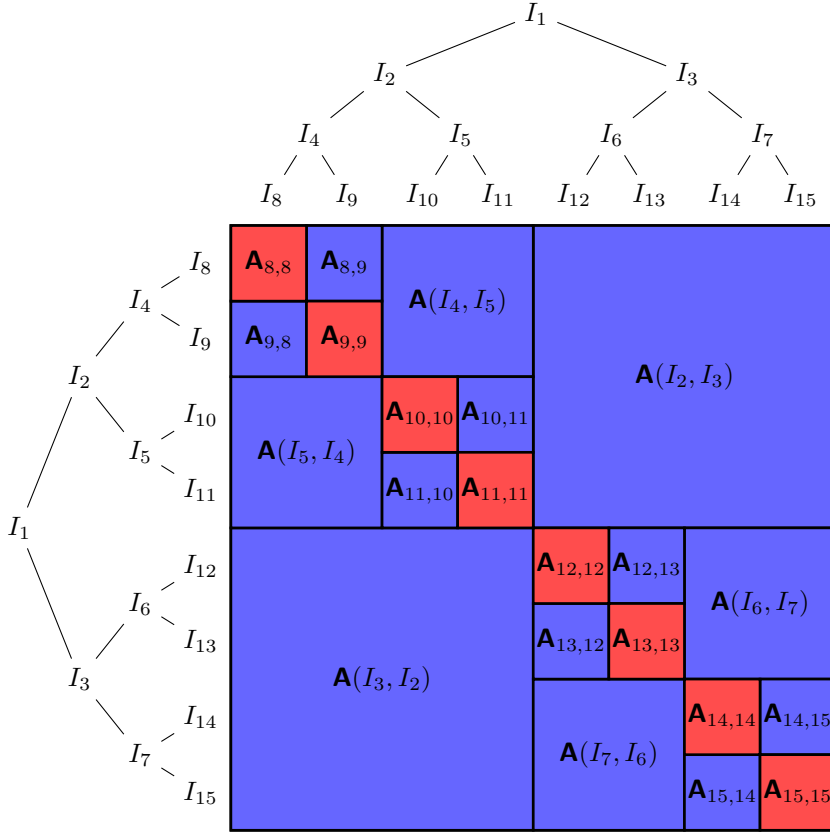 I₁
I₂ I₃
I₄ I₅ I₆ I₇
I₈ I₉ I₁₀ I₁₁ I₁₂ I₁₃ I₁₄ I₁₅
I₈ A₈,₈ A₈,₉
I₄ A(I₄, I₅)
I₉ A₉,₈ A₉,₉
I₂ A(I₂, I₃)
I₁₀ A₁₀,₁₀ A₁₀,₁₁
I₅ A(I₅, I₄)
I₁₁ A₁₁,₁₀ A₁₁,₁₁
I₁
I₁₂ A₁₂,₁₂ A₁₂,₁₃
I₆ A(I₆, I₇)
I₁₃ A₁₃,₁₂ A₁₃,₁₃
I₃ A(I₃, I₂)
I₁₄ A₁₄,₁₄ A₁₄,₁₅
I₇ A(I₇, I₆)
I₁₅ A₁₅,₁₄ A₁₅,₁₅